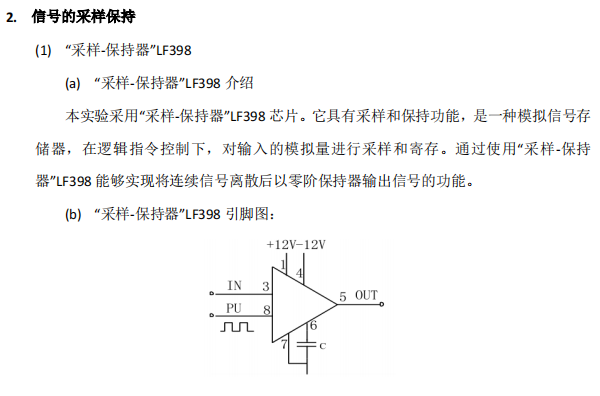 2. 信号的采样保持
(1) “采样-保持器”LF398
(a) “采样-保持器”LF398 介绍
本实验采用“采样-保持器”LF398 芯片。它具有采样和保持功能，是一种模拟信号存
储器，在逻辑指令控制下，对输入的模拟量进行采样和寄存。通过使用“采样-保持
器”LF398 能够实现将连续信号离散后以零阶保持器输出信号的功能。
(b) “采样-保持器”LF398 引脚图：
+12V-12V
1
4
IN 3
5 OUT
PU 8
6
7 C